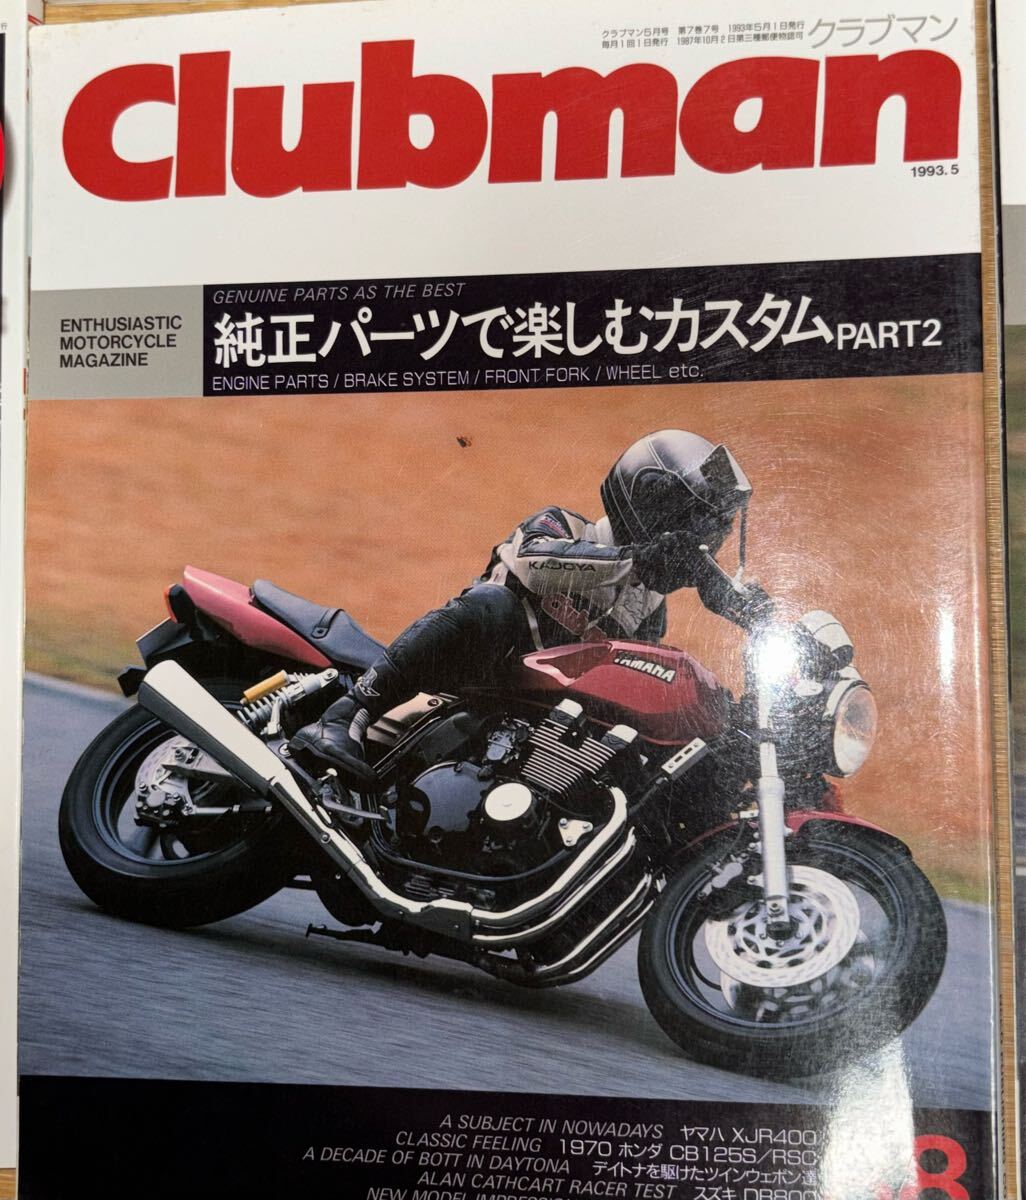 クラブマン5月号 第7巻7号 1993年5月1日発行
毎月1回1日発行 1987年10月2日第三種郵便物認可
クラブマン
Clubman
1993.5
ENTHUSIASTIC
MOTORCYCLE
MAGAZINE
GENUINE PARTS AS THE BEST
純正パーツで楽しむカスタムPART2
ENGINE PARTS / BRAKE SYSTEM / FRONT FORK / WHEEL etc.
KADOYA
YAMAHA
A SUBJECT IN NOWADAYS ヤマハ XJR400
CLASSIC FEELING 1970 ホンダ CB125S/RSC
A DECADE OF BOTT IN DAYTONA デイトナを駆けたツインウェポン達
ALAN CATHCART RACER TEST スズキ DR800
NEW MODEL